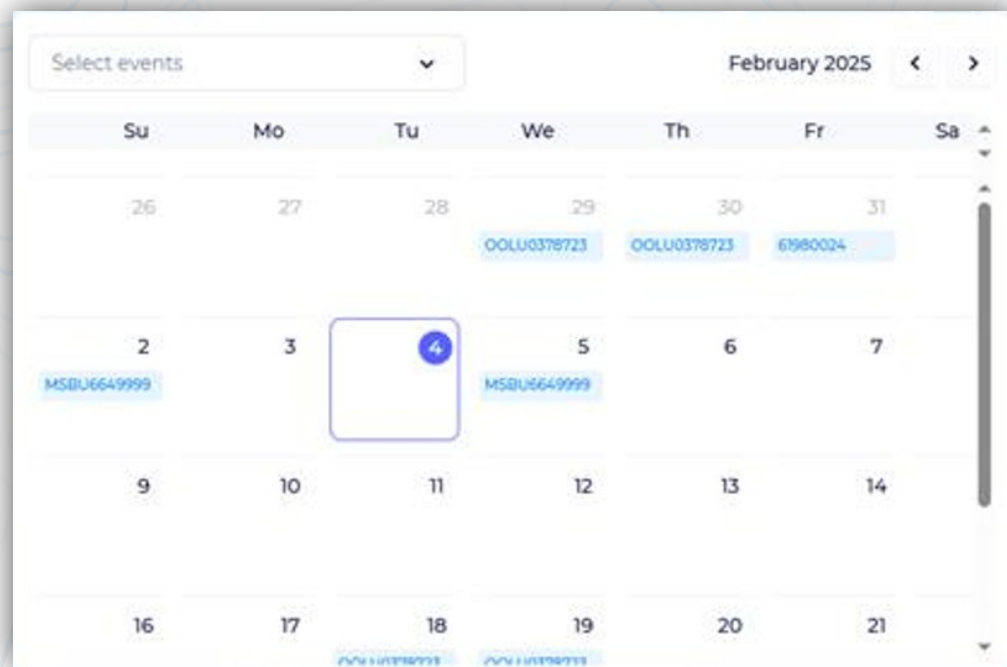 Select events February 2025
Su Mo Tu We Th Fr Sa
26 27 28 29 30 31
OOLU0378723 OOLU0378723 61980024
2 3 4 5 6 7
MSBU6649999 MSBU6649999
9 10 11 12 13 14
16 17 18 19 20 21
OOLU0378723 OOLU0378723